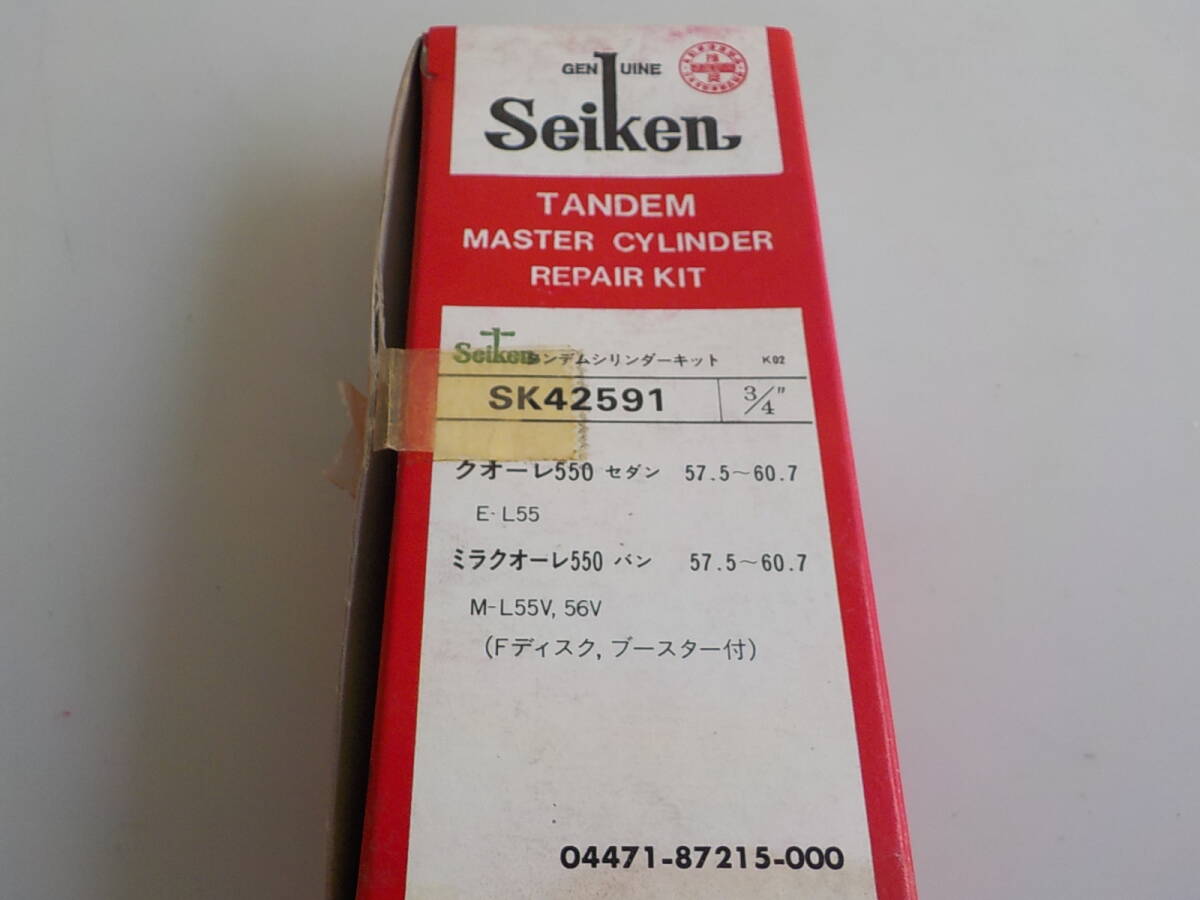 GENUINE
Seiken
TANDEM
MASTER CYLINDER
REPAIR KIT
Seiken タンデムシリンダーキット K02
SK42591 3/4"
クオーレ550 セダン 57.5〜60.7
E-L55
ミラクオーレ550 バン 57.5〜60.7
M-L55V, 56V
(Fディスク, ブースター付)
04471-87215-000